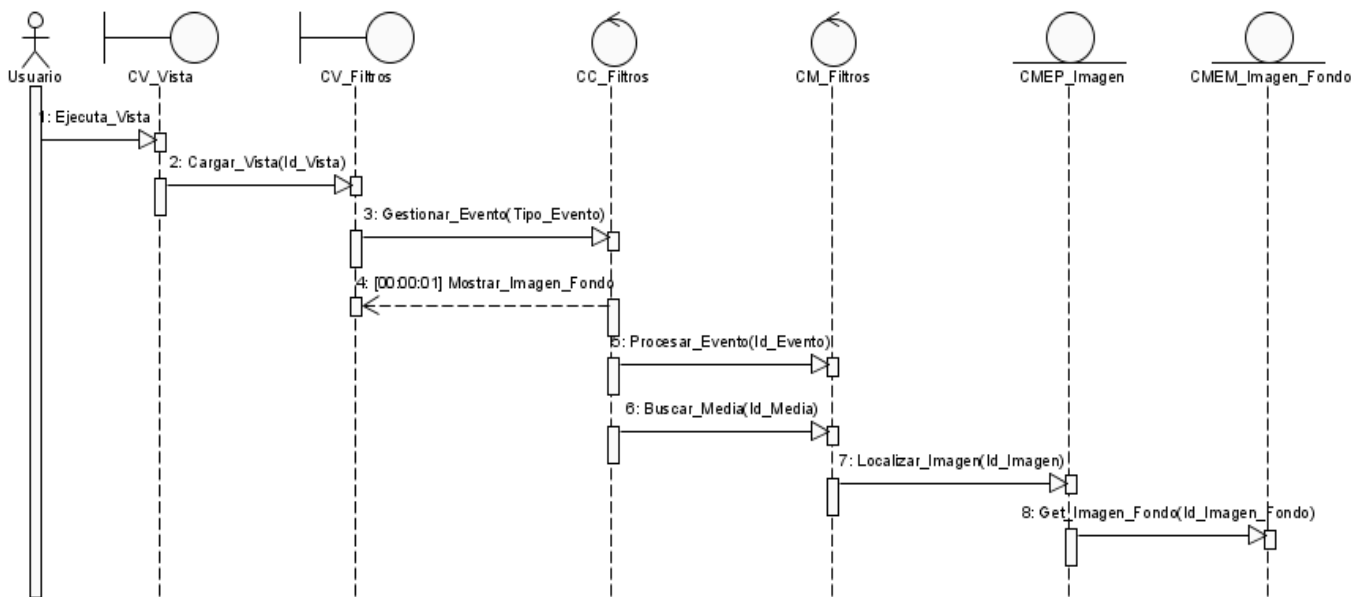 Usuario
CV_Vista
CV_Filtros
CC_Filtros
CM_Filtros
CMEP_Imagen
CMEM_Imagen_Fondo
1: Ejecuta_Vista
2: Cargar_Vista(Id_Vista)
3: Gestionar_Evento(Tipo_Evento)
4: [00:00:01] Mostrar_Imagen_Fondo
5: Procesar_Evento(Id_Evento)
6: Buscar_Media(Id_Media)
7: Localizar_Imagen(Id_Imagen)
8: Get_Imagen_Fondo(Id_Imagen_Fondo)